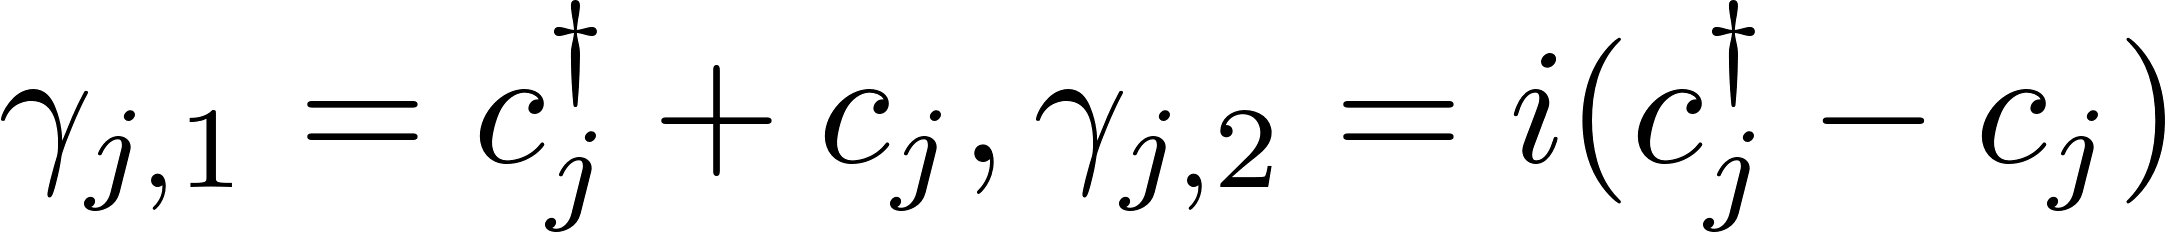 γ_{j,1} = c_j^† + c_j, γ_{j,2} = i(c_j^† − c_j)